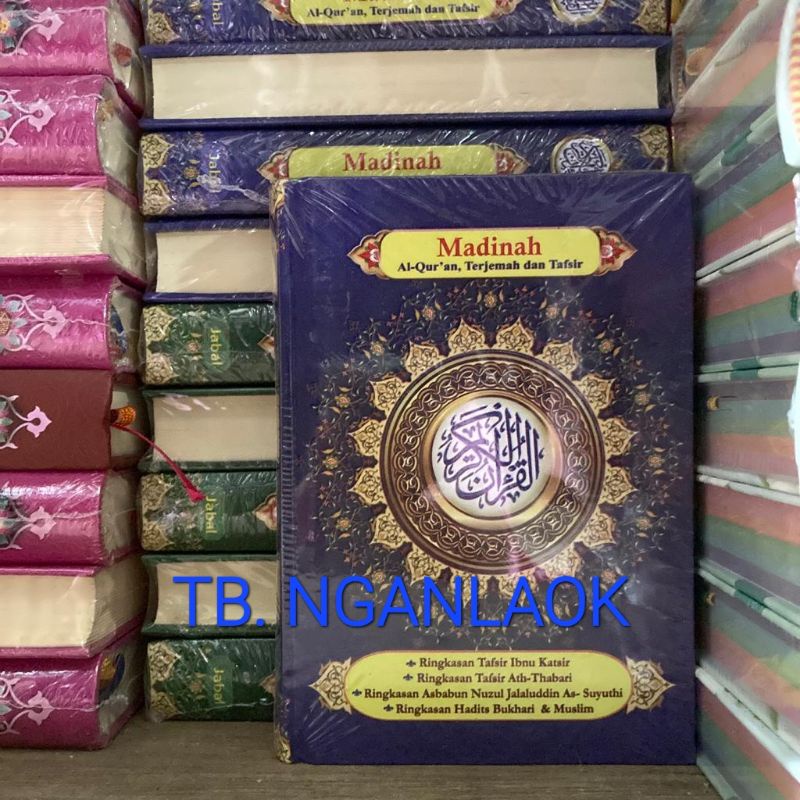 Al-Qur'an, Terjemah dan Tafsir
Jabal
Madinah
Jabal
Madinah
Al-Qur'an, Terjemah dan Tafsir
القرآن الكريم
Jabal
Jabal
Jabal
TB. NGANLAOK
Ringkasan Tafsir Ibnu Katsir
Ringkasan Tafsir Ath-Thabari
Ringkasan Asbabun Nuzul Jalaluddin As- Suyuthi
Ringkasan Hadits Bukhari & Muslim